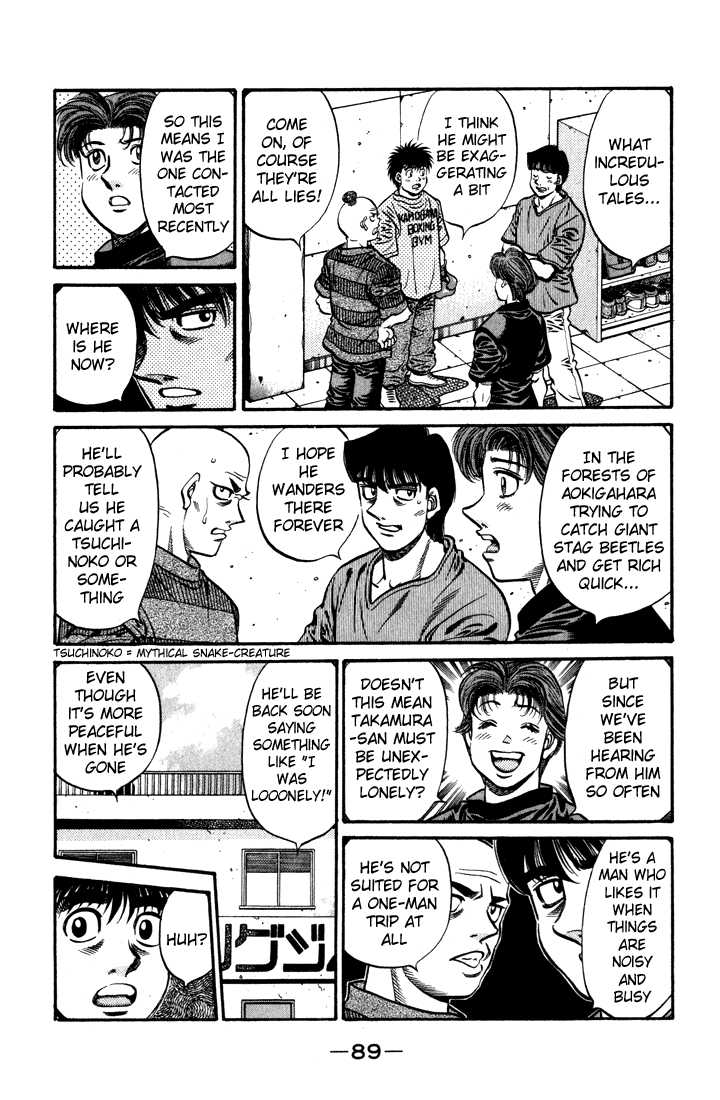 WHAT
INCREDU-
LOUS
TALES...
I THINK
HE MIGHT
BE EXAG-
GERATING
A BIT
COME
ON, OF
COURSE
THEY'RE
ALL LIES!
KAMOGAWA
BOXING
GYM
SO THIS
MEANS I
WAS THE
ONE CON-
TACTED
MOST
RECENTLY
WHERE
IS HE
NOW?
IN THE
FORESTS OF
AOKIGAHARA
TRYING TO
CATCH GIANT
STAG BEETLES
AND GET RICH
QUICK...
I HOPE
HE
WANDERS
THERE
FOREVER
HE'LL
PROBABLY
TELL
US HE
CAUGHT A
TSUCHI-
NOKO OR
SOME-
THING
TSUCHINOKO = MYTHICAL SNAKE-CREATURE
BUT
SINCE
WE'VE
BEEN
HEARING
FROM HIM
SO OFTEN
DOESN'T
THIS MEAN
TAKAMURA
-SAN MUST
BE UNEX-
PECTEDLY
LONELY?
HE'S A
MAN WHO
LIKES IT
WHEN
THINGS
ARE
NOISY
AND
BUSY
HE'S NOT
SUITED FOR
A ONE-MAN
TRIP AT
ALL
HE'LL BE
BACK SOON
SAYING
SOMETHING
LIKE "I
WAS
LOOONELY!"
EVEN
THOUGH
IT'S MORE
PEACEFUL
WHEN HE'S
GONE
ングジム
HUH?
—89—